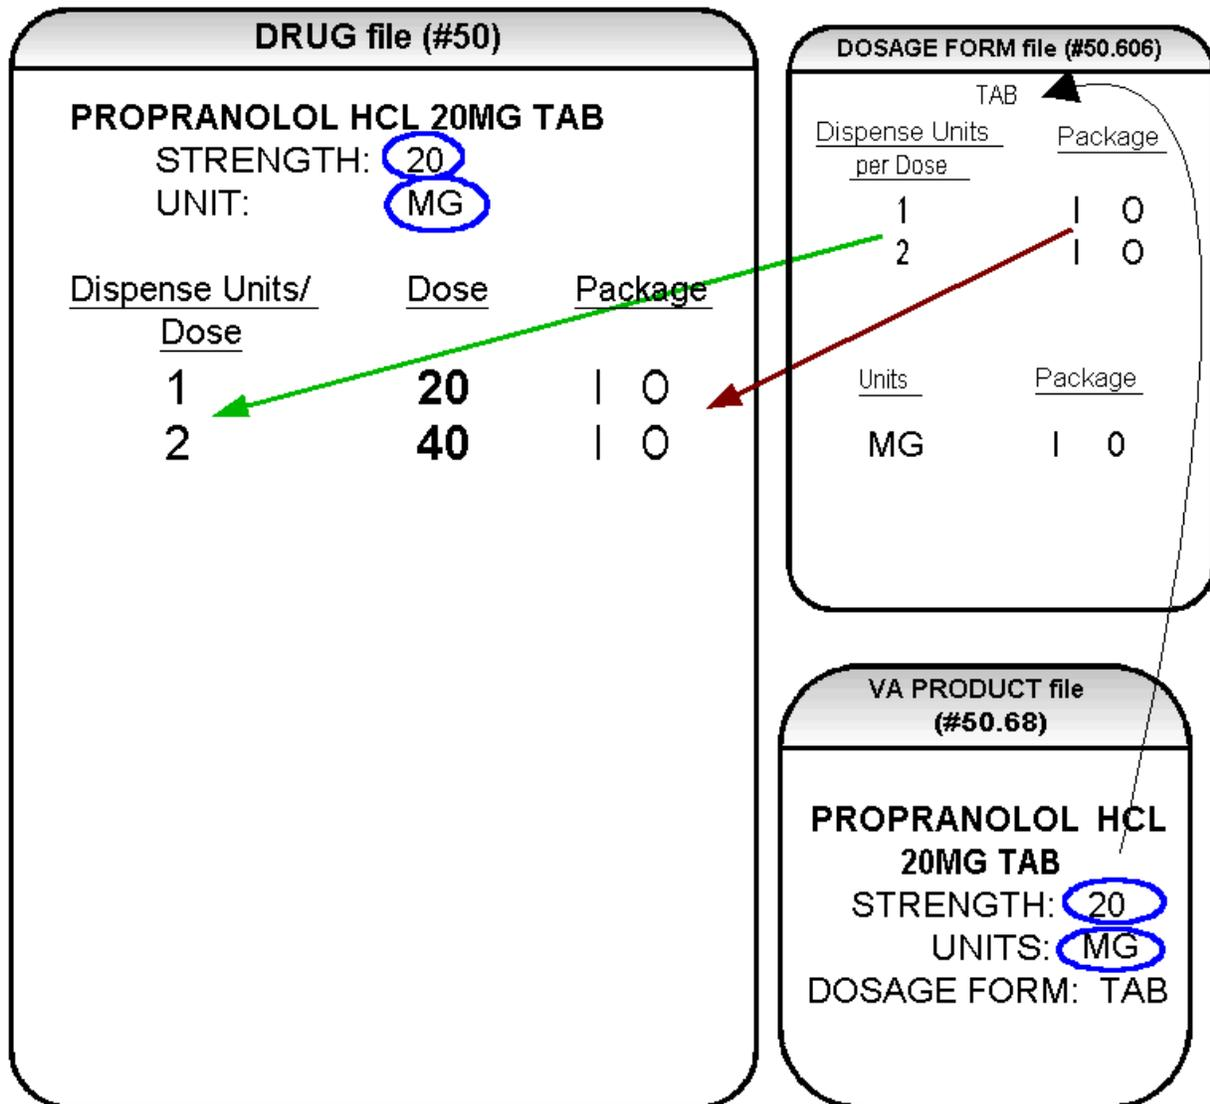 DRUG file (#50)
PROPRANOLOL HCL 20MG TAB
STRENGTH: 20
UNIT: MG
Dispense Units/ Dose Package
Dose
1 20 I O
2 40 I O
DOSAGE FORM file (#50.606)
TAB
Dispense Units Package
per Dose
1 I O
2 I O
Units Package
MG I 0
VA PRODUCT file
(#50.68)
PROPRANOLOL HCL
20MG TAB
STRENGTH: 20
UNITS: MG
DOSAGE FORM: TAB